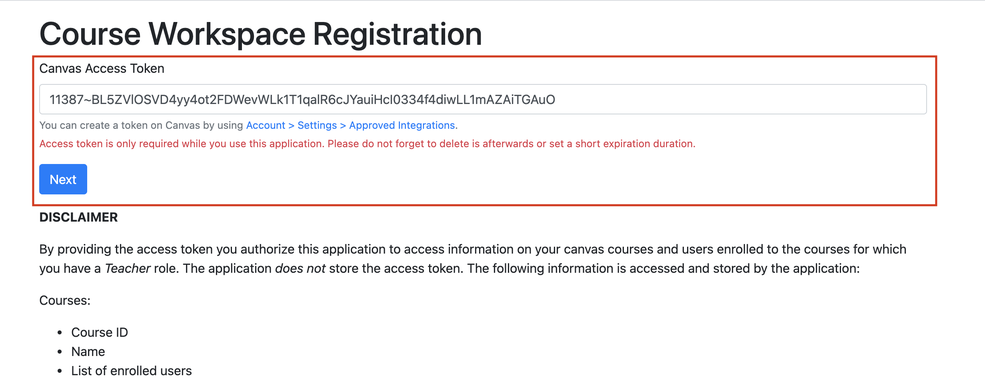 Course Workspace Registration
Canvas Access Token
11387~BL5ZVlOSVD4yy4ot2FDWevWLk1T1qalR6cJYauiHcI0334f4diwLL1mAZAiTGAuO
You can create a token on Canvas by using Account > Settings > Approved Integrations.
Access token is only required while you use this application. Please do not forget to delete is afterwards or set a short expiration duration.
Next
DISCLAIMER
By providing the access token you authorize this application to access information on your canvas courses and users enrolled to the courses for which
you have a Teacher role. The application does not store the access token. The following information is accessed and stored by the application:
Courses:
• Course ID
• Name
• List of enrolled users